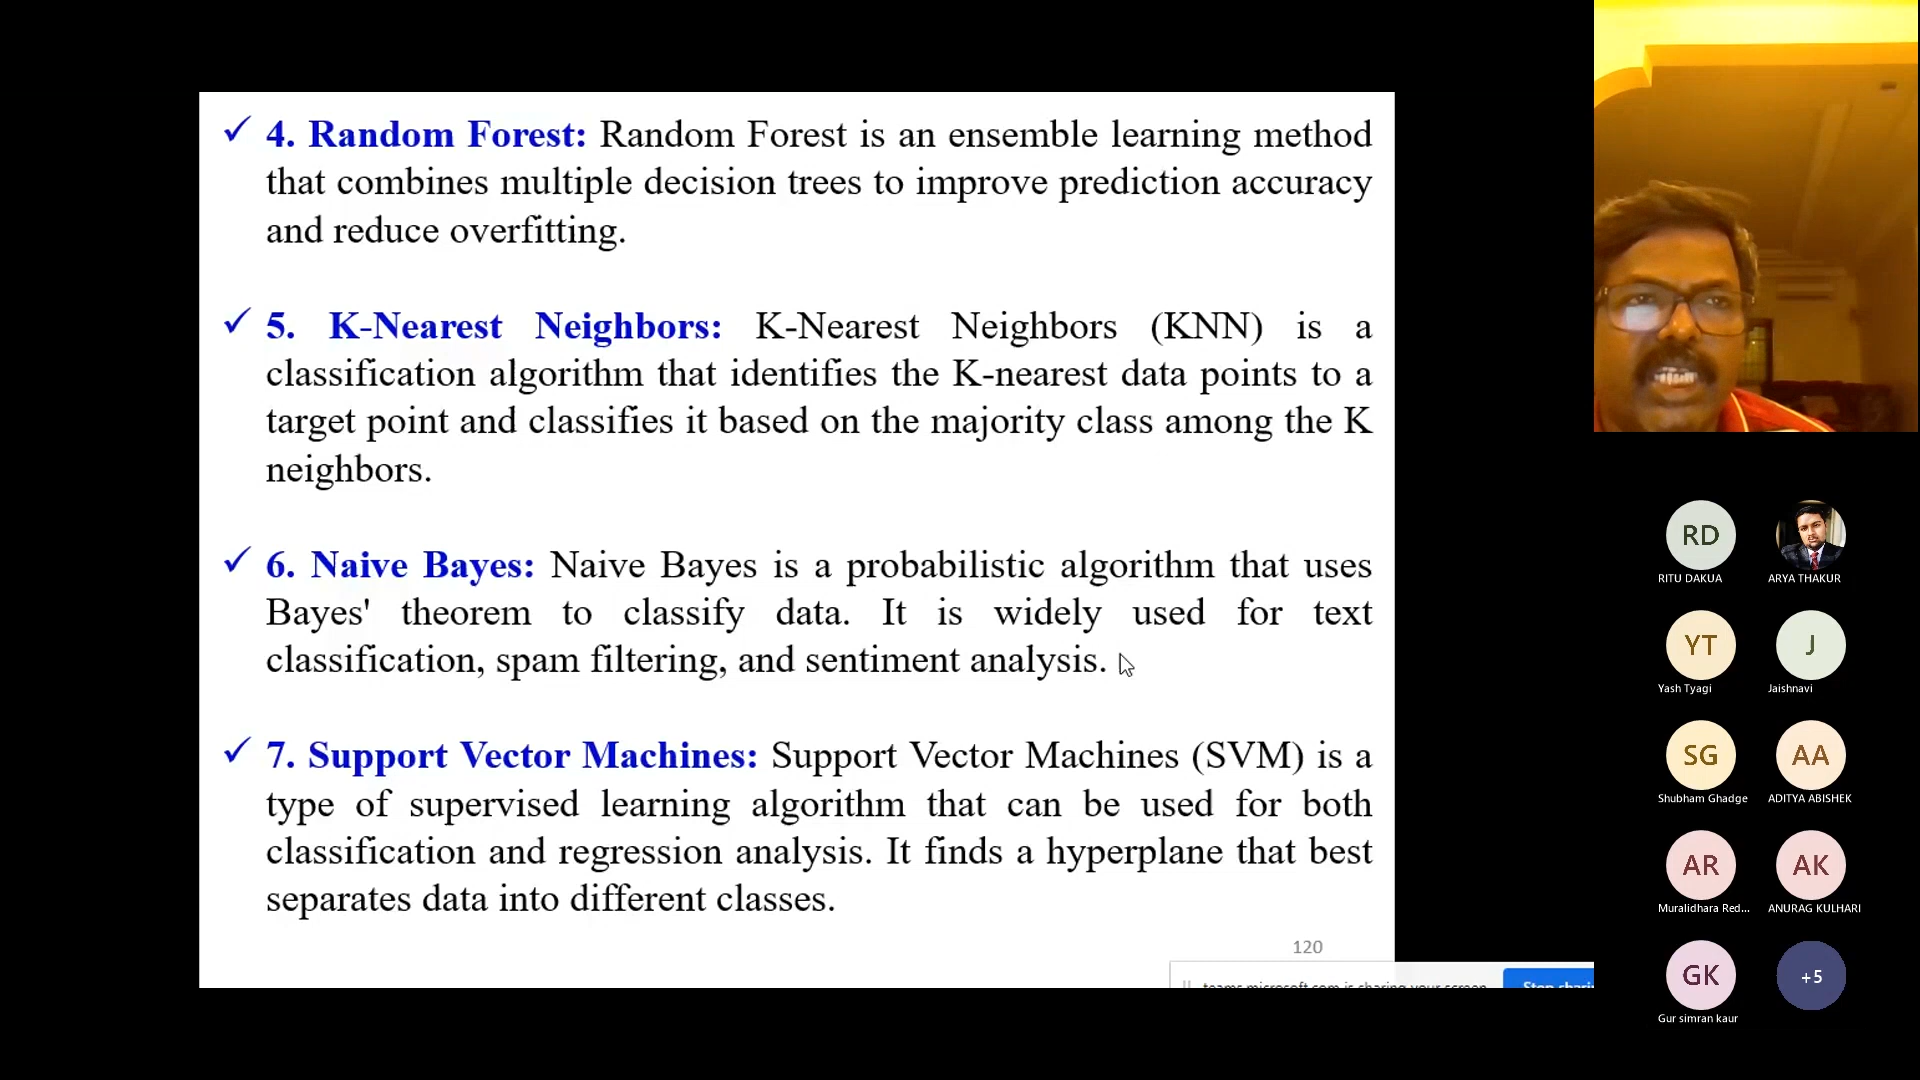 ✓ 4. Random Forest: Random Forest is an ensemble learning method
that combines multiple decision trees to improve prediction accuracy
and reduce overfitting.
✓ 5. K-Nearest Neighbors: K-Nearest Neighbors (KNN) is a
classification algorithm that identifies the K-nearest data points to a
target point and classifies it based on the majority class among the K
neighbors.
✓ 6. Naive Bayes: Naive Bayes is a probabilistic algorithm that uses
Bayes' theorem to classify data. It is widely used for text
classification, spam filtering, and sentiment analysis.
✓ 7. Support Vector Machines: Support Vector Machines (SVM) is a
type of supervised learning algorithm that can be used for both
classification and regression analysis. It finds a hyperplane that best
separates data into different classes.
120
teams.microsoft.com is sharing your screen.
Stop shari
RD
RITU DAKUA
ARYA THAKUR
YT
Yash Tyagi
J
Jaishnavi
SG
Shubham Ghadge
AA
ADITYA ABISHEK
AR
Muralidhara Red...
AK
ANURAG KULHARI
GK
Gur simran kaur
+5